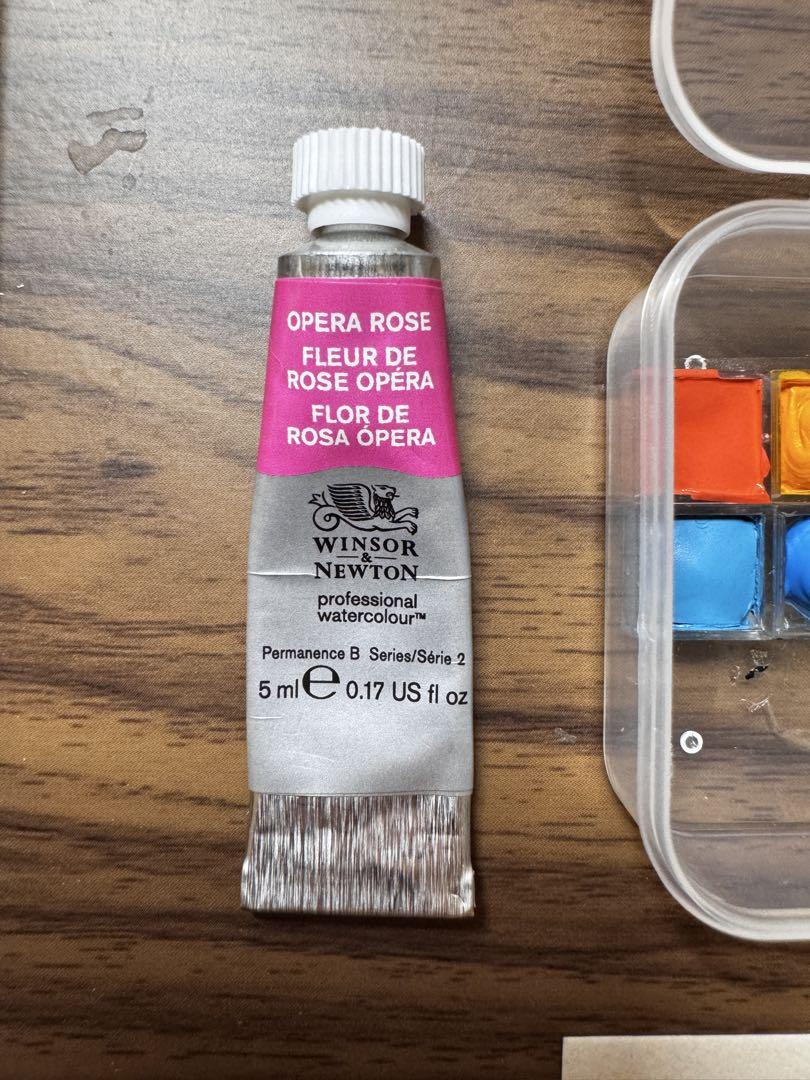 OPERA ROSE
FLEUR DE
ROSE OPÉRA
FLOR DE
ROSA ÓPERA
WINSOR
&
NEWTON
professional
watercolour™
Permanence B Series/Série 2
5 ml ℮ 0.17 US fl oz